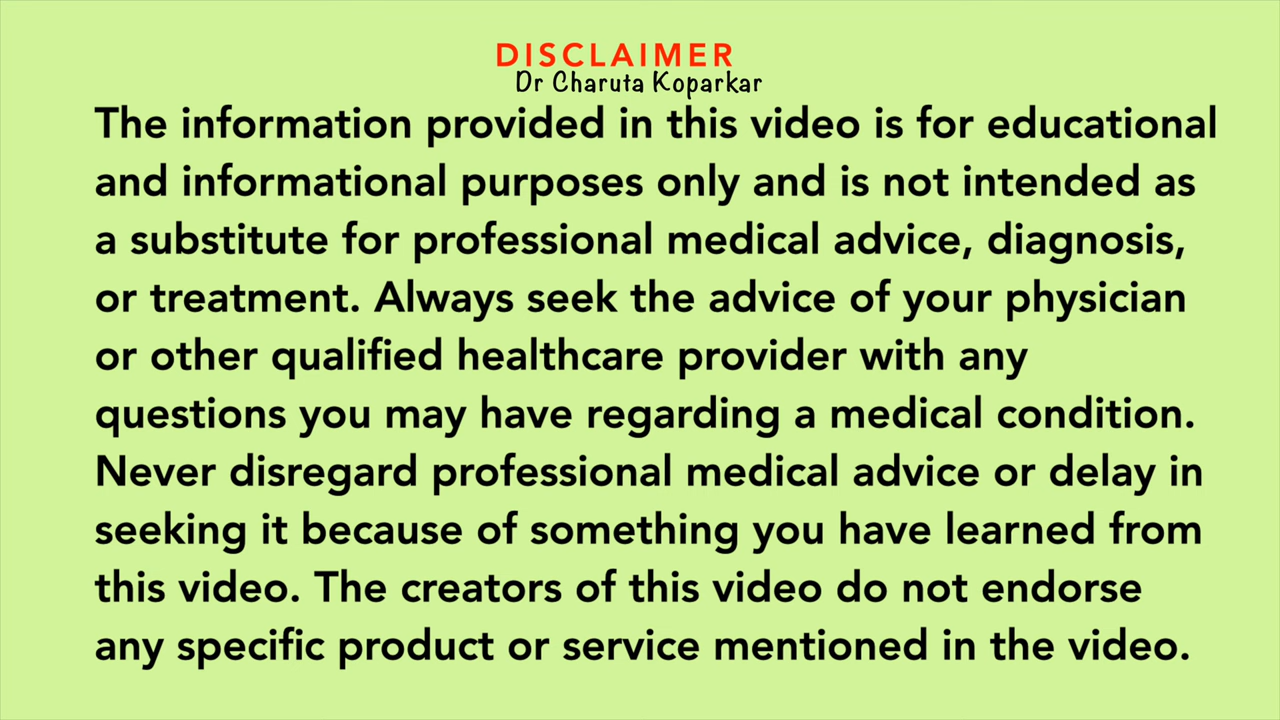 DISCLAIMER
Dr Charuta Koparkar
The information provided in this video is for educational
and informational purposes only and is not intended as
a substitute for professional medical advice, diagnosis,
or treatment. Always seek the advice of your physician
or other qualified healthcare provider with any
questions you may have regarding a medical condition.
Never disregard professional medical advice or delay in
seeking it because of something you have learned from
this video. The creators of this video do not endorse
any specific product or service mentioned in the video.